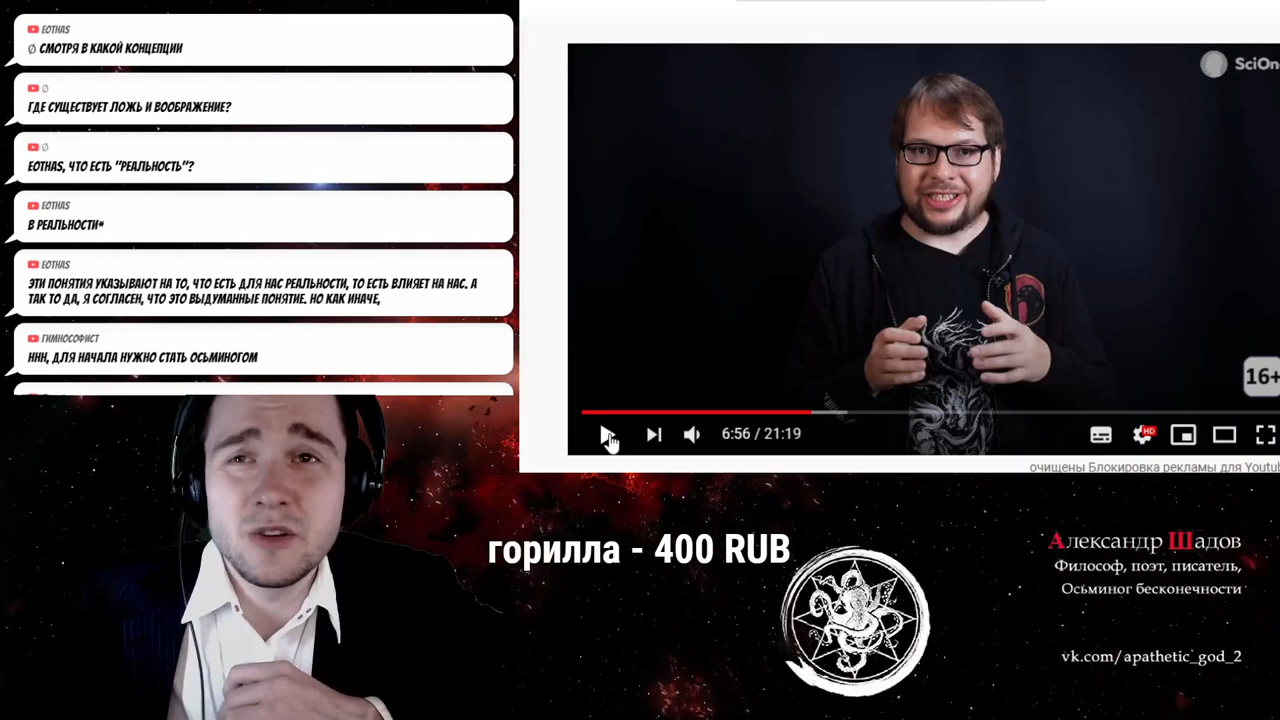 EOTHAS
Ø СМОТРЯ В КАКОЙ КОНЦЕПЦИИ
Ø
ГДЕ СУЩЕСТВУЕТ ЛОЖЬ И ВООБРАЖЕНИЕ?
Ø
EOTHAS, ЧТО ЕСТЬ "РЕАЛЬНОСТЬ"?
EOTHAS
В РЕАЛЬНОСТИ*
EOTHAS
ЭТИ ПОНЯТИЯ УКАЗЫВАЮТ НА ТО, ЧТО ЕСТЬ ДЛЯ НАС РЕАЛЬНОСТИ, ТО ЕСТЬ ВЛИЯЕТ НА НАС. А
ТАК ТО ДА, Я СОГЛАСЕН, ЧТО ЭТО ВЫДУМАННЫЕ ПОНЯТИЕ. НО КАК ИНАЧЕ,
ГИМНОСОФИСТ
ННН, ДЛЯ НАЧАЛА НУЖНО СТАТЬ ОСЬМИНОГОМ
SciOn
16+
6:56 / 21:19
HD
очищены Блокировка рекламы для Youtu
горилла - 400 RUB
Александр Шадов
Философ, поэт, писатель,
Осьминог бесконечности
vk.com/apathetic_god_2